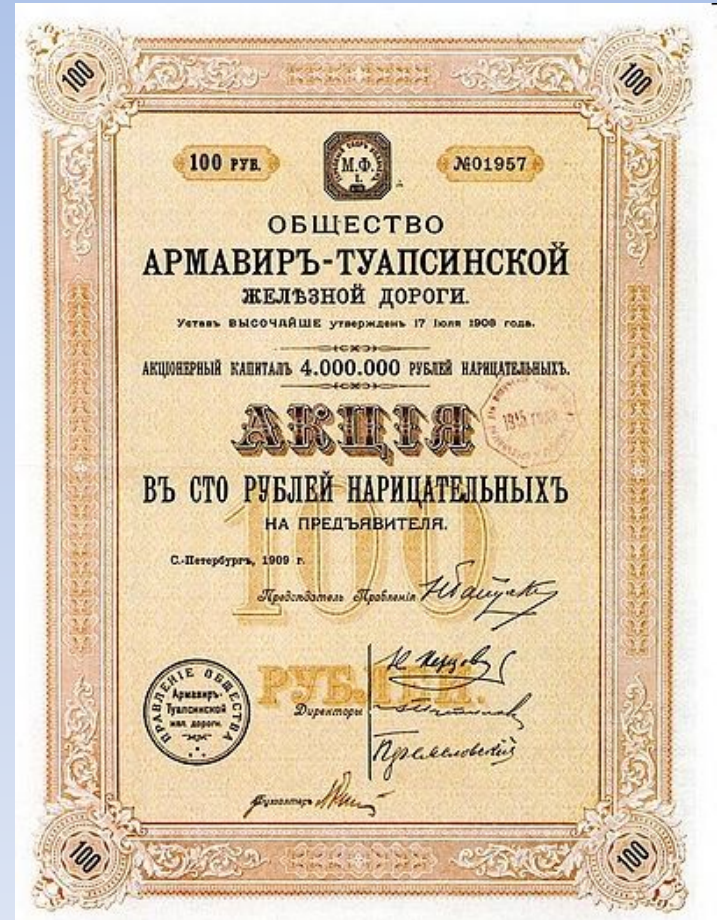 100
100
100 РУБ.
М.Ф.
№01957
ОБЩЕСТВО
АРМАВИРЪ-ТУАПСИНСКОЙ
ЖЕЛѢЗНОЙ ДОРОГИ.
Уставъ ВЫСОЧАЙШЕ утвержденъ 17 Іюля 1908 года.
АКЦІОНЕРНЫЙ КАПИТАЛЪ 4.000.000 РУБЛЕЙ НАРИЦАТЕЛЬНЫХЪ.
1915
АКЦІЯ
ВЪ СТО РУБЛЕЙ НАРИЦАТЕЛЬНЫХЪ
НА ПРЕДЪЯВИТЕЛЯ.
100
С.-Петербургъ, 1909 г.
Предсѣдатель Правленія
РУБЛЕЙ.
ПРАВЛЕНІЕ ОБЩЕСТВА
Армавиръ-
Туапсинской
жел. дороги.
Директоры
Бухгалтеръ
100
100